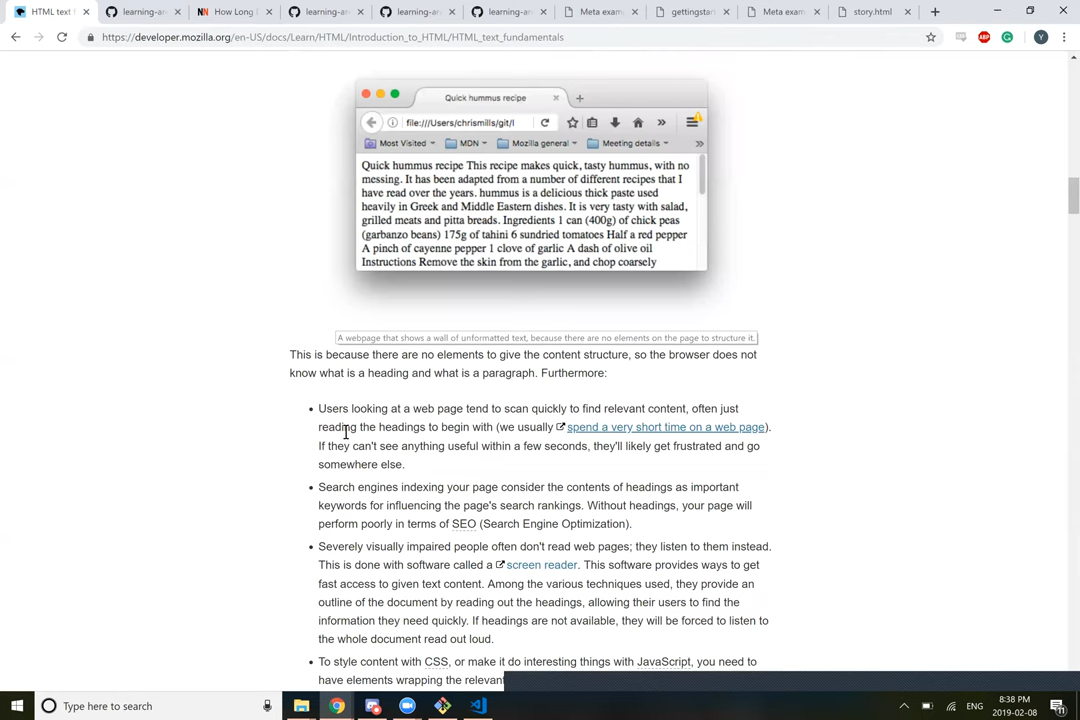 HTML text f
learning-ar
How Long
learning-ar
learning-ar
learning-ar
Meta exam
gettingstar
Meta exam
story.html
https://developer.mozilla.org/en-US/docs/Learn/HTML/Introduction_to_HTML/HTML_text_fundamentals
Quick hummus recipe
file:///Users/chrismills/git/l
Most Visited
MDN
Mozilla general
Meeting details
Quick hummus recipe This recipe makes quick, tasty hummus, with no
messing. It has been adapted from a number of different recipes that I
have read over the years. hummus is a delicious thick paste used
heavily in Greek and Middle Eastern dishes. It is very tasty with salad,
grilled meats and pitta breads. Ingredients 1 can (400g) of chick peas
(garbanzo beans) 175g of tahini 6 sundried tomatoes Half a red pepper
A pinch of cayenne pepper 1 clove of garlic A dash of olive oil
Instructions Remove the skin from the garlic, and chop coarsely
A webpage that shows a wall of unformatted text, because there are no elements on the page to structure it.
This is because there are no elements to give the content structure, so the browser does not
know what is a heading and what is a paragraph. Furthermore:
• Users looking at a web page tend to scan quickly to find relevant content, often just
reading the headings to begin with (we usually spend a very short time on a web page).
If they can't see anything useful within a few seconds, they'll likely get frustrated and go
somewhere else.
• Search engines indexing your page consider the contents of headings as important
keywords for influencing the page's search rankings. Without headings, your page will
perform poorly in terms of SEO (Search Engine Optimization).
• Severely visually impaired people often don't read web pages; they listen to them instead.
This is done with software called a screen reader. This software provides ways to get
fast access to given text content. Among the various techniques used, they provide an
outline of the document by reading out the headings, allowing their users to find the
information they need quickly. If headings are not available, they will be forced to listen to
the whole document read out loud.
• To style content with CSS, or make it do interesting things with JavaScript, you need to
have elements wrapping the relevant
Type here to search
ENG
8:38 PM
2019-02-08